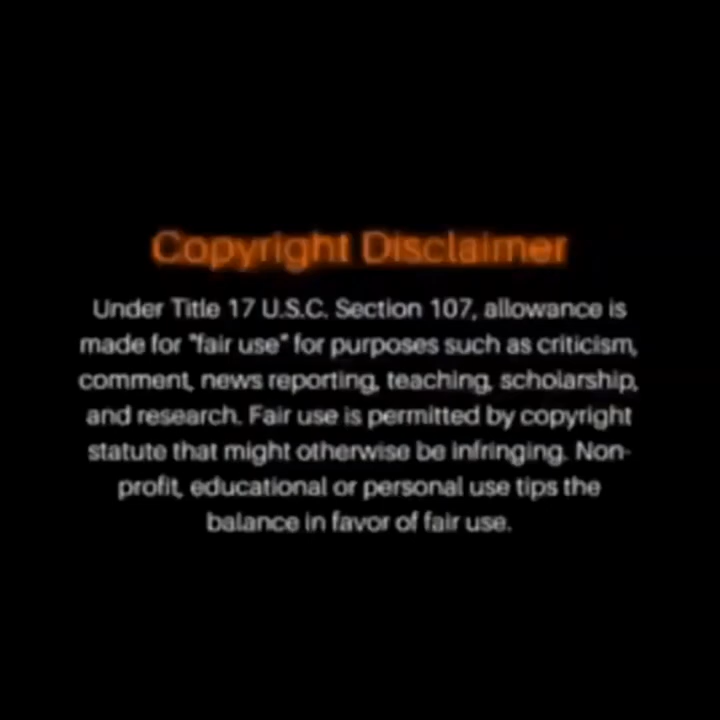 Copyright Disclaimer
Under Title 17 U.S.C. Section 107, allowance is
made for "fair use" for purposes such as criticism,
comment, news reporting, teaching, scholarship,
and research. Fair use is permitted by copyright
statute that might otherwise be infringing. Non-
profit, educational or personal use tips the
balance in favor of fair use.